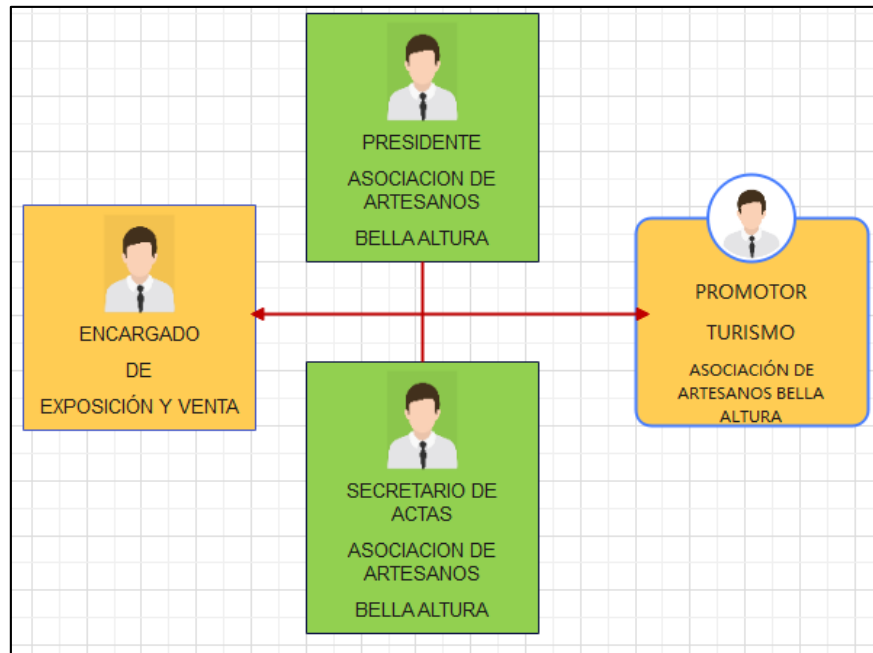 PRESIDENTE
ASOCIACION DE
ARTESANOS
BELLA ALTURA
ENCARGADO
DE
EXPOSICIÓN Y VENTA
PROMOTOR
TURISMO
ASOCIACIÓN DE
ARTESANOS BELLA
ALTURA
SECRETARIO DE
ACTAS
ASOCIACION DE
ARTESANOS
BELLA ALTURA